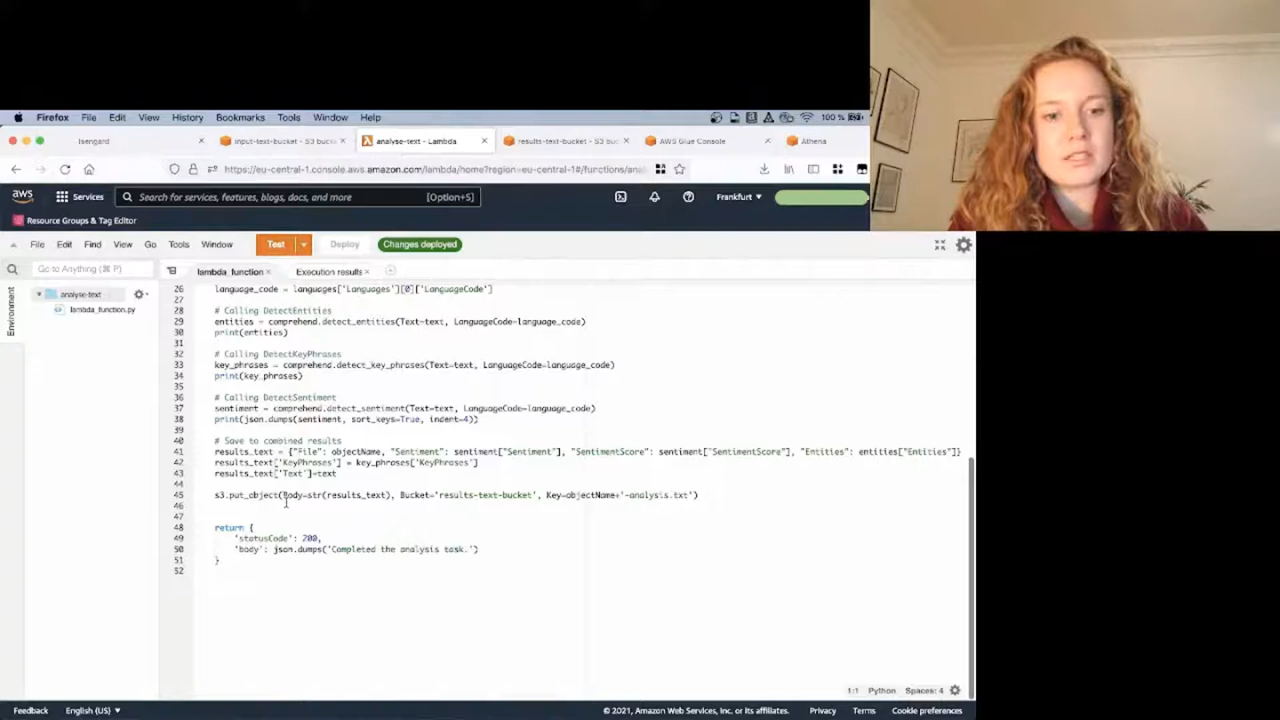 Firefox File Edit View History Bookmarks Tools Window Help 100 %
Isengard × input-text-bucket - S3 bucket × analyse-text - Lambda × results-text-bucket - S3 buc × AWS Glue Console × Athena
https://eu-central-1.console.aws.amazon.com/lambda/home?region=eu-central-1#/functions/ana
aws Services Search for services, features, blogs, docs, and more [Option+S] Frankfurt
Resource Groups & Tag Editor
File Edit Find View Go Tools Window Test Deploy Changes deployed
Go to Anything (⌘ P) lambda_function × Execution results ×
Environment
analyse-text
lambda_function.py
26 language_code = languages['Languages'][0]['LanguageCode']
27
28 # Calling DetectEntities
29 entities = comprehend.detect_entities(Text=text, LanguageCode=language_code)
30 print(entities)
31
32 # Calling DetectKeyPhrases
33 key_phrases = comprehend.detect_key_phrases(Text=text, LanguageCode=language_code)
34 print(key_phrases)
35
36 # Calling DetectSentiment
37 sentiment = comprehend.detect_sentiment(Text=text, LanguageCode=language_code)
38 print(json.dumps(sentiment, sort_keys=True, indent=4))
39
40 # Save to combined results
41 results_text = {"File": objectName, "Sentiment": sentiment["Sentiment"], "SentimentScore": sentiment["SentimentScore"], "Entities": entities["Entities"]}
42 results_text['KeyPhrases'] = key_phrases['KeyPhrases']
43 results_text['Text']=text
44
45 s3.put_object(Body=str(results_text), Bucket='results-text-bucket', Key=objectName+'-analysis.txt')
46
47
48 return {
49 'statusCode': 200,
50 'body': json.dumps('Completed the analysis task.')
51 }
52
1:1 Python Spaces: 4
Feedback English (US) © 2021, Amazon Web Services, Inc. or its affiliates. Privacy Terms Cookie preferences